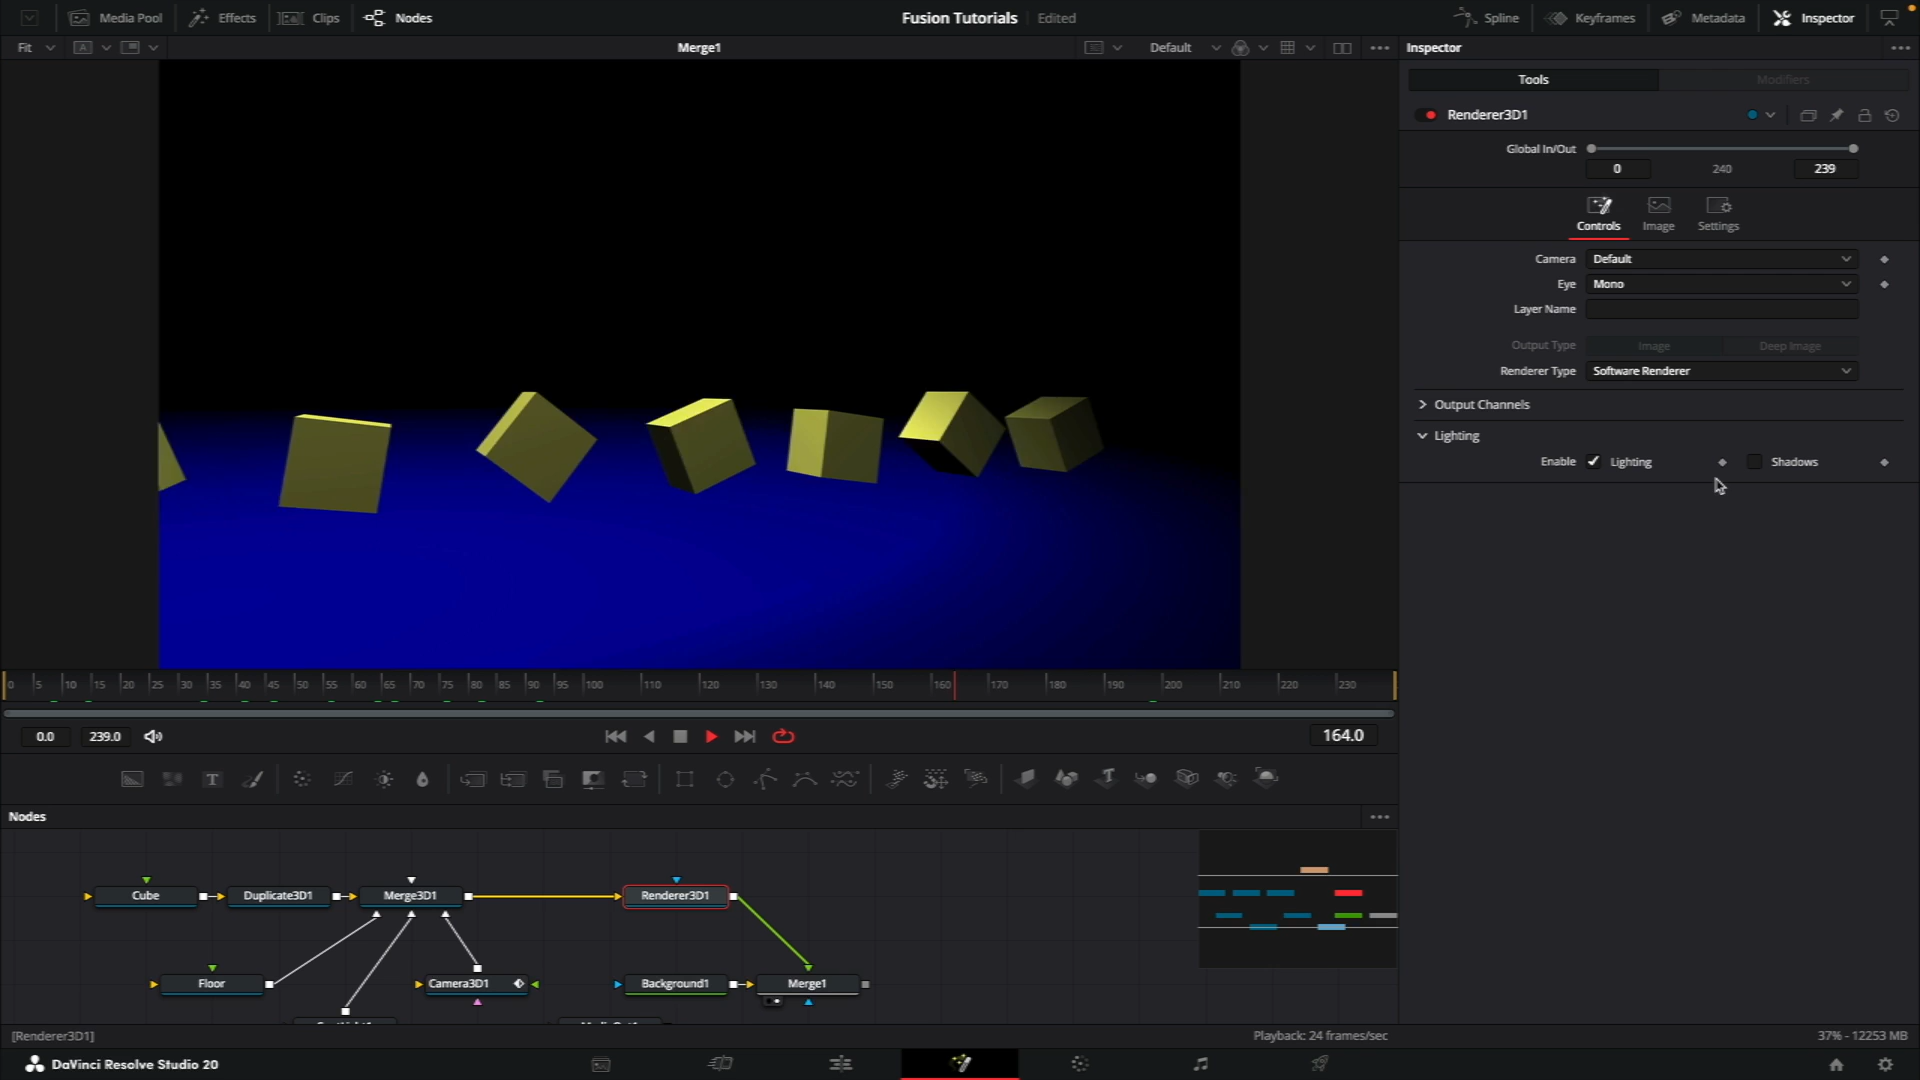 Media Pool Effects Clips Nodes Fusion Tutorials Edited Spline Keyframes Metadata Inspector
Fit Merge1 Default Inspector
Tools Modifiers
Renderer3D1
Global In/Out
0 240 239
Controls Image Settings
Camera Default
Eye Mono
Layer Name
Output Type Image Deep Image
Renderer Type Software Renderer
Output Channels
Lighting
Enable Lighting Shadows
0 5 10 15 20 25 30 35 40 45 50 55 60 65 70 75 80 85 90 95 100 110 120 130 140 150 160 170 180 190 200 210 220 230
0.0 239.0 164.0
Nodes
Cube Duplicate3D1 Merge3D1 Renderer3D1
Floor Camera3D1 Background1 Merge1
[Renderer3D1] Playback: 24 frames/sec 37% - 12253 MB
DaVinci Resolve Studio 20